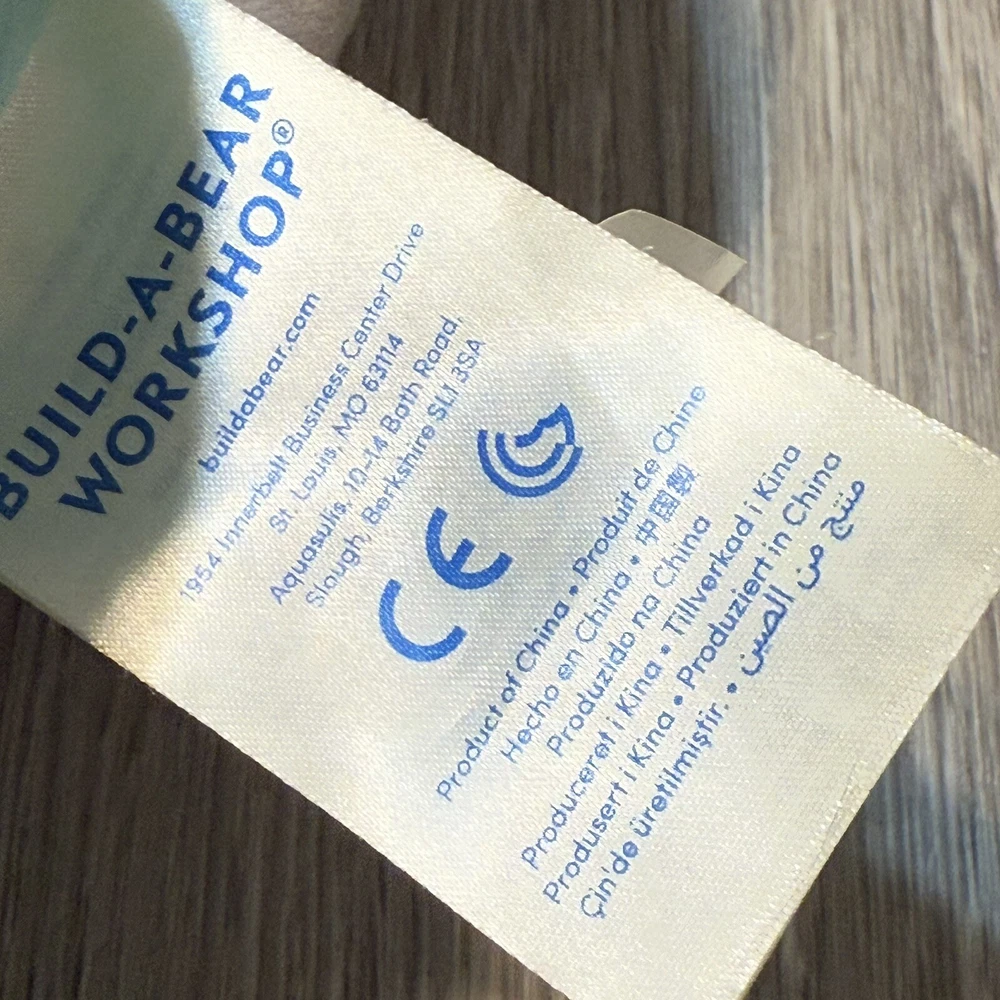 BUILD-A-BEAR
WORKSHOP®
buildabear.com
1954 Innerbelt Business Center Drive
St. Louis, MO 63114
Aquasulis, 10-14 Bath Road,
Slough, Berkshire SL1 3SA
CE
Product of China • Produit de Chine
Hecho en China • 中国製
Produzido na China
Produceret i Kina • Tillverkad i Kina
Produsert i Kina • Produziert in China
Çin'de üretilmiştir. • منتج من الصين